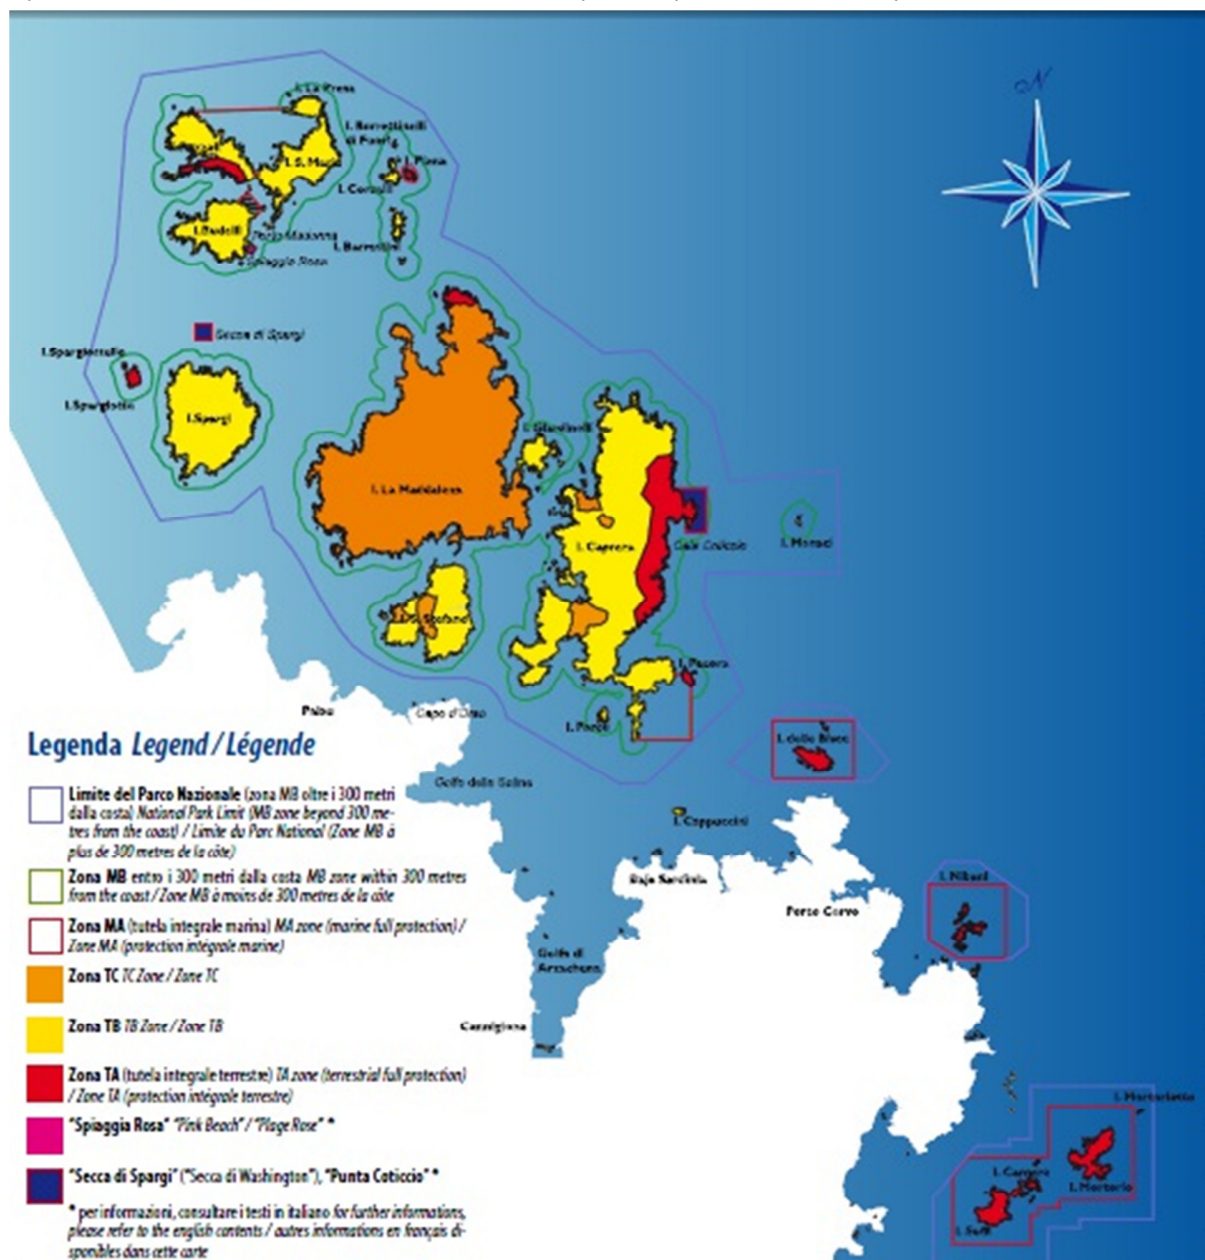 N
I. La Presa
I. Barrettinelli
di Fuori
I. Piana
I. S. Maria
I. Corcelli
I. Budelli
Porto Madonna
Spiaggia Rosa
I. Barrettini
Secca di Spargi
I. Spargiottello
I. Spargiotto
I. Spargi
I. Giardinelli
I. La Maddalena
I. Caprera
Cala Coticcio
I. Monaci
I. S. Stefano
I. Pecora
Palau
Capo d'Orso
I. Porco
I. delle Bisce
Golfo delle Saline
I. Cappuccini
Baja Sardinia
Porto Cervo
I. Nibani
Golfo di
Arzachena
Cannigione
I. Mortoriotto
I. Camere
I. Mortorio
I. Soffi
Legenda Legend / Légende
Limite del Parco Nazionale (zona MB oltre i 300 metri
dalla costa) National Park Limit (MB zone beyond 300 me-
tres from the coast) / Limite du Parc National (Zone MB à
plus de 300 metres de la côte)
Zona MB entro i 300 metri dalla costa MB zone within 300 metres
from the coast / Zone MB à moins de 300 metres de la côte
Zona MA (tutela integrale marina) MA zone (marine full protection) /
Zone MA (protection intégrale marine)
Zona TC TC Zone / Zone TC
Zona TB TB Zone / Zone TB
Zona TA (tutela integrale terrestre) TA zone (terrestrial full protection)
/ Zone TA (protection intégrale terrestre)
"Spiaggia Rosa" "Pink Beach" / "Plage Rose" *
"Secca di Spargi" ("Secca di Washington"), "Punta Coticcio" *
* per informazioni, consultare i testi in italiano for further informations,
please refer to the english contents / autres informations en français di-
sponibles dans cette carte